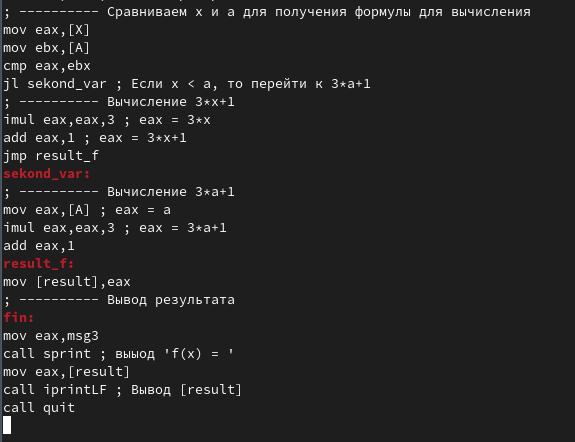 ; ---------- Сравниваем х и а для получения формулы для вычисления
mov eax,[X]
mov ebx,[A]
cmp eax,ebx
jl sekond_var ; Если х < а, то перейти к 3*а+1
; ---------- Вычисление 3*х+1
imul eax,eax,3 ; eax = 3*x
add eax,1 ; eax = 3*x+1
jmp result_f
sekond_var:
; ---------- Вычисление 3*а+1
mov eax,[A] ; eax = a
imul eax,eax,3 ; eax = 3*a+1
add eax,1
result_f:
mov [result],eax
; ---------- Вывод результата
fin:
mov eax,msg3
call sprint ; выыод 'f(x) = '
mov eax,[result]
call iprintLF ; Вывод [result]
call quit